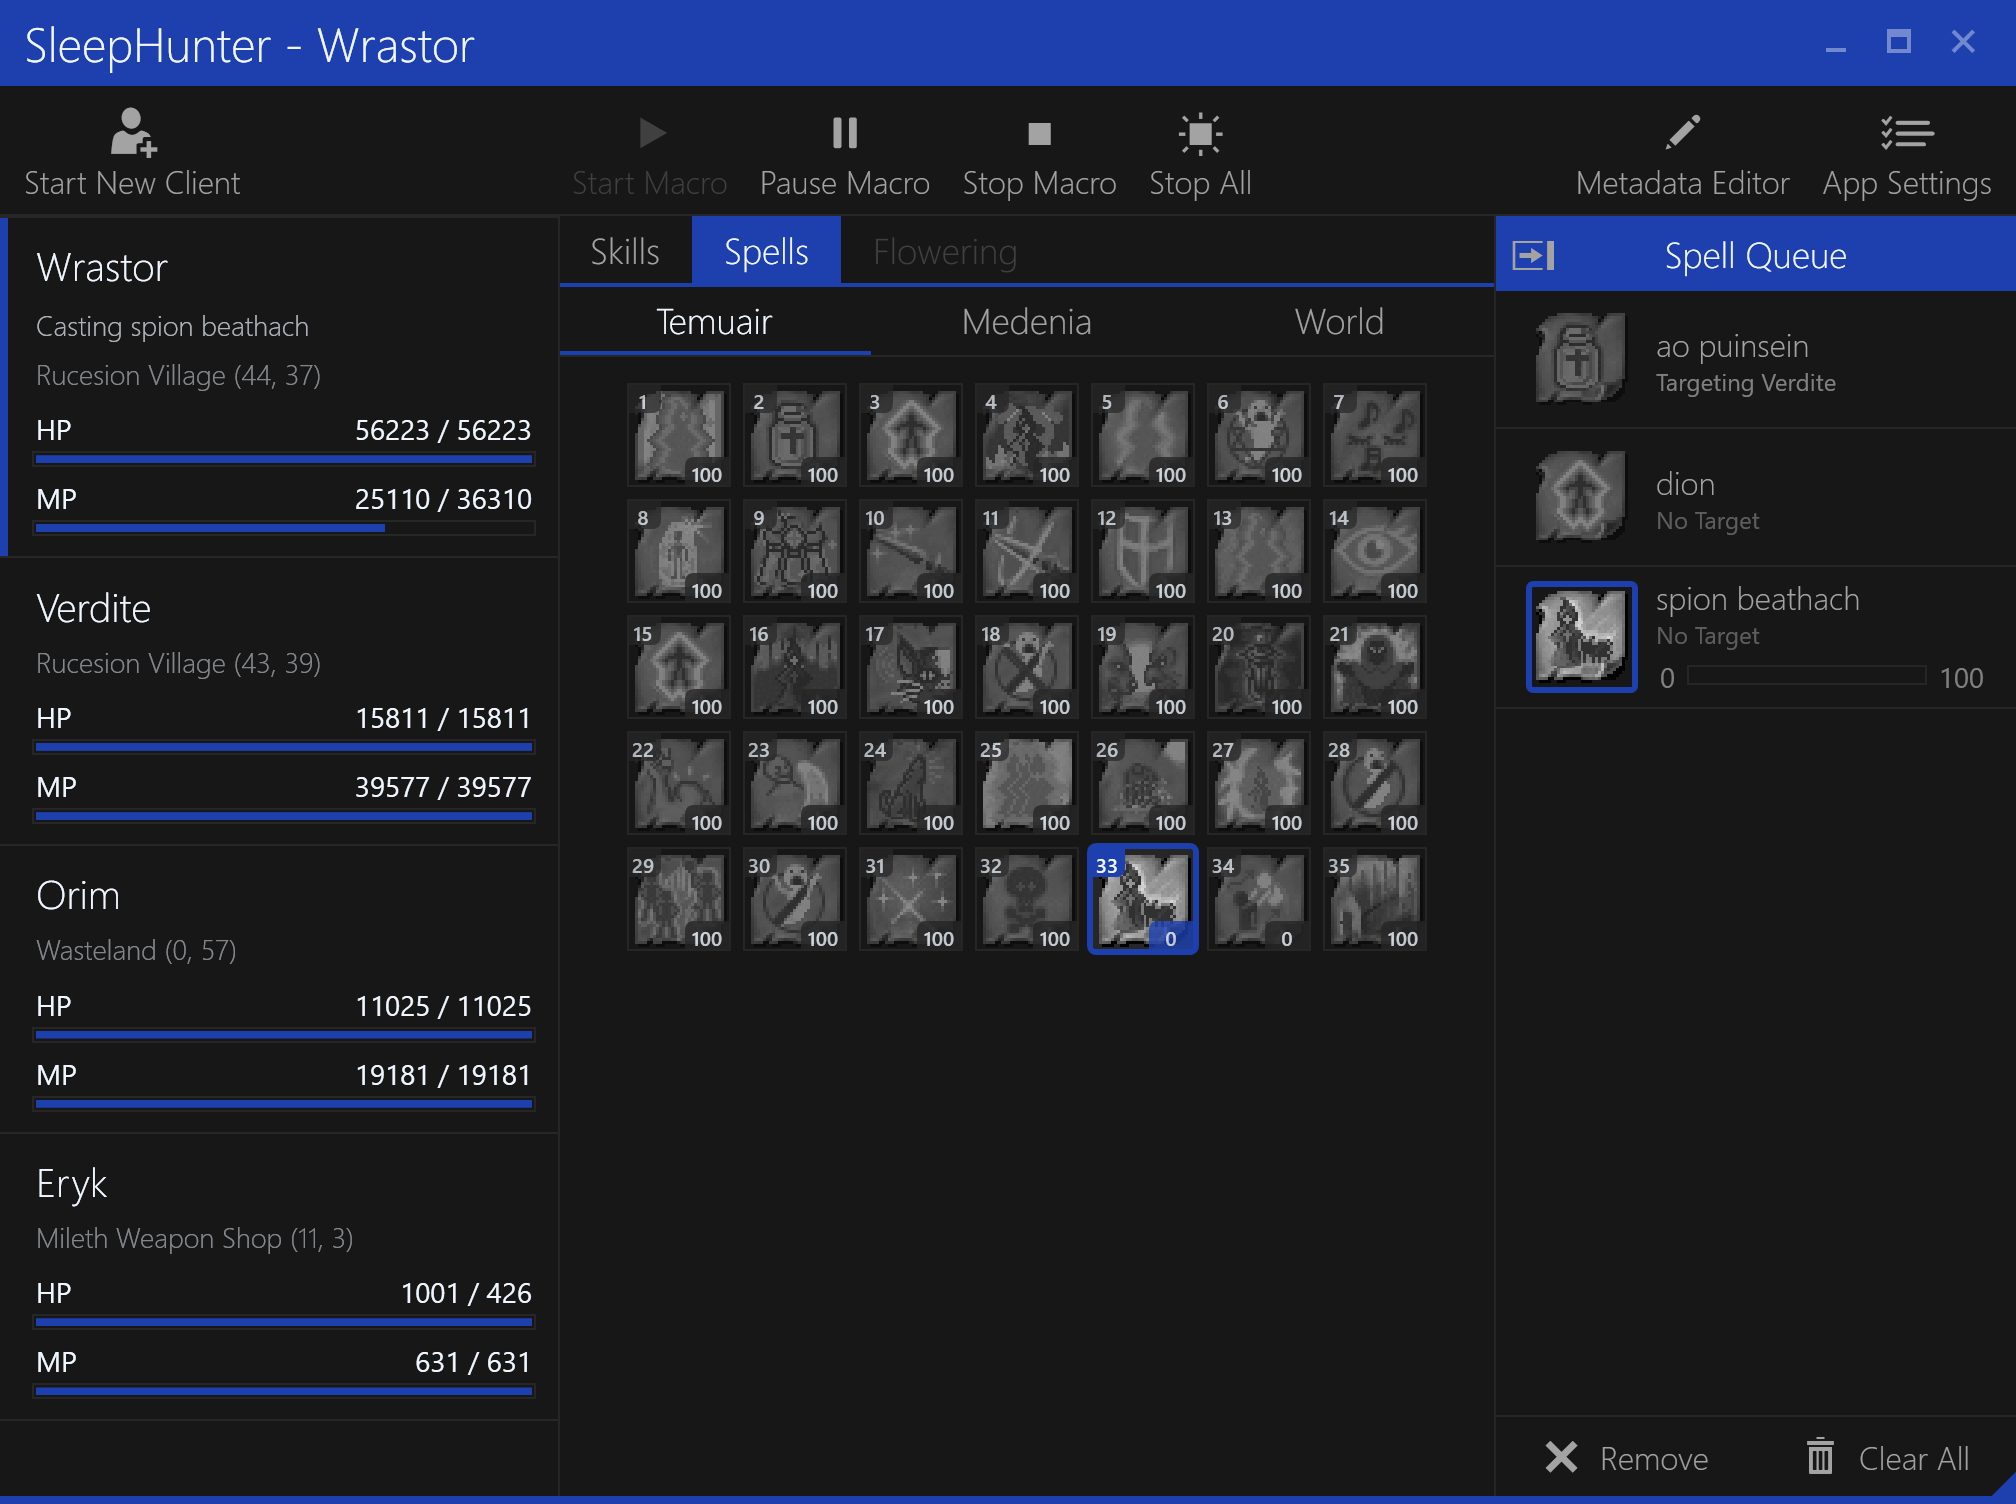 SleepHunter - Wrastor
Start New Client
Start Macro
Pause Macro
Stop Macro
Stop All
Metadata Editor
App Settings
Wrastor
Casting spion beathach
Rucesion Village (44, 37)
HP 56223 / 56223
MP 25110 / 36310
Verdite
Rucesion Village (43, 39)
HP 15811 / 15811
MP 39577 / 39577
Orim
Wasteland (0, 57)
HP 11025 / 11025
MP 19181 / 19181
Eryk
Mileth Weapon Shop (11, 3)
HP 1001 / 426
MP 631 / 631
Skills Spells Flowering
Temuair Medenia World
1 2 3 4 5 6 7
100 100 100 100 100 100 100
8 9 10 11 12 13 14
100 100 100 100 100 100 100
15 16 17 18 19 20 21
100 100 100 100 100 100 100
22 23 24 25 26 27 28
100 100 100 100 100 100 100
29 30 31 32 33 34 35
100 100 100 100 0 0 100
Spell Queue
ao puinsein
Targeting Verdite
dion
No Target
spion beathach
No Target
0 100
Remove
Clear All